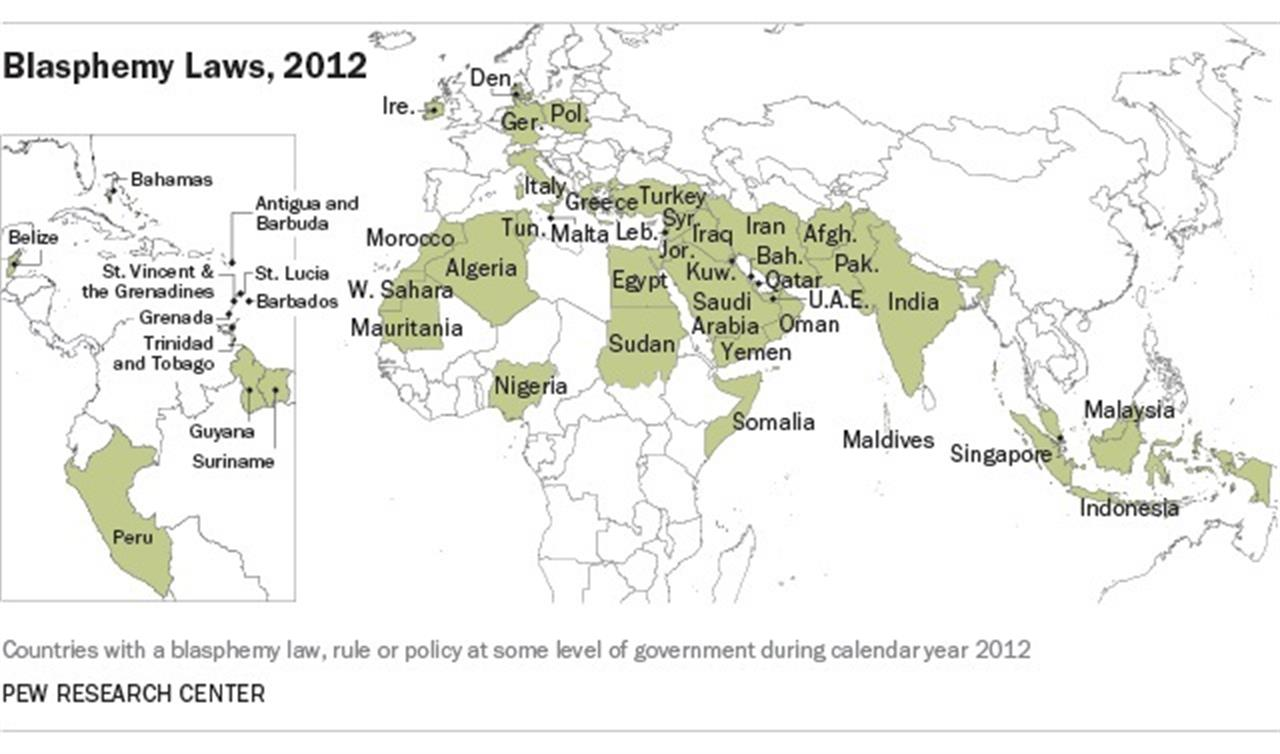 Blasphemy Laws, 2012
Bahamas
Antigua and
Barbuda
Belize
St. Vincent &
the Grenadines
St. Lucia
Barbados
Grenada
Trinidad
and Tobago
Guyana
Suriname
Peru
Den.
Ire.
Ger.
Pol.
Italy
Greece
Turkey
Tun.
Malta
Leb.
Syr.
Iraq
Iran
Afgh.
Morocco
Jor.
Bah.
Pak.
Algeria
Kuw.
Qatar
Egypt
W. Sahara
Saudi
Arabia
U.A.E.
India
Mauritania
Oman
Sudan
Yemen
Nigeria
Somalia
Maldives
Malaysia
Singapore
Indonesia
Countries with a blasphemy law, rule or policy at some level of government during calendar year 2012
PEW RESEARCH CENTER